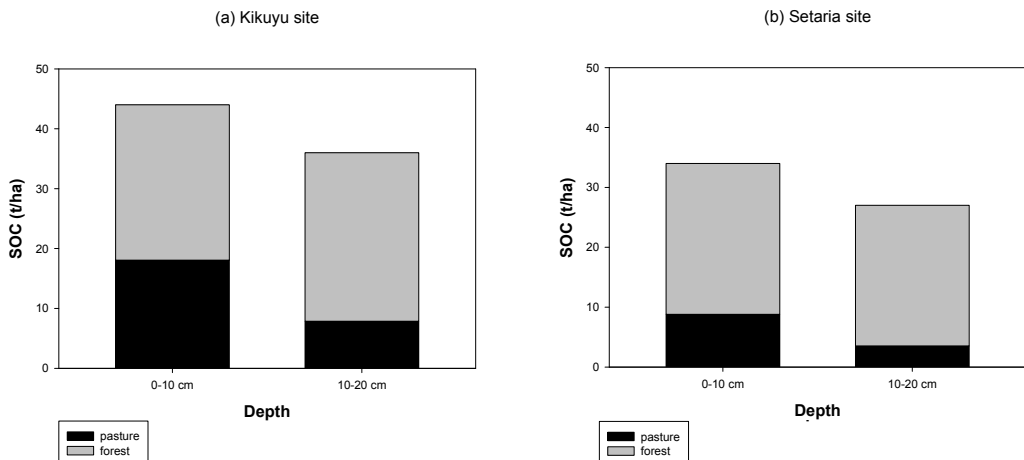 (a) Kikuyu site
50
40
30
20
10
0
SOC (t/ha)
0-10 cm
10-20 cm
Depth
pasture
forest
(b) Setaria site
50
40
30
20
10
0
SOC (t/ha)
0-10 cm
10-20 cm
Depth
pasture
forest